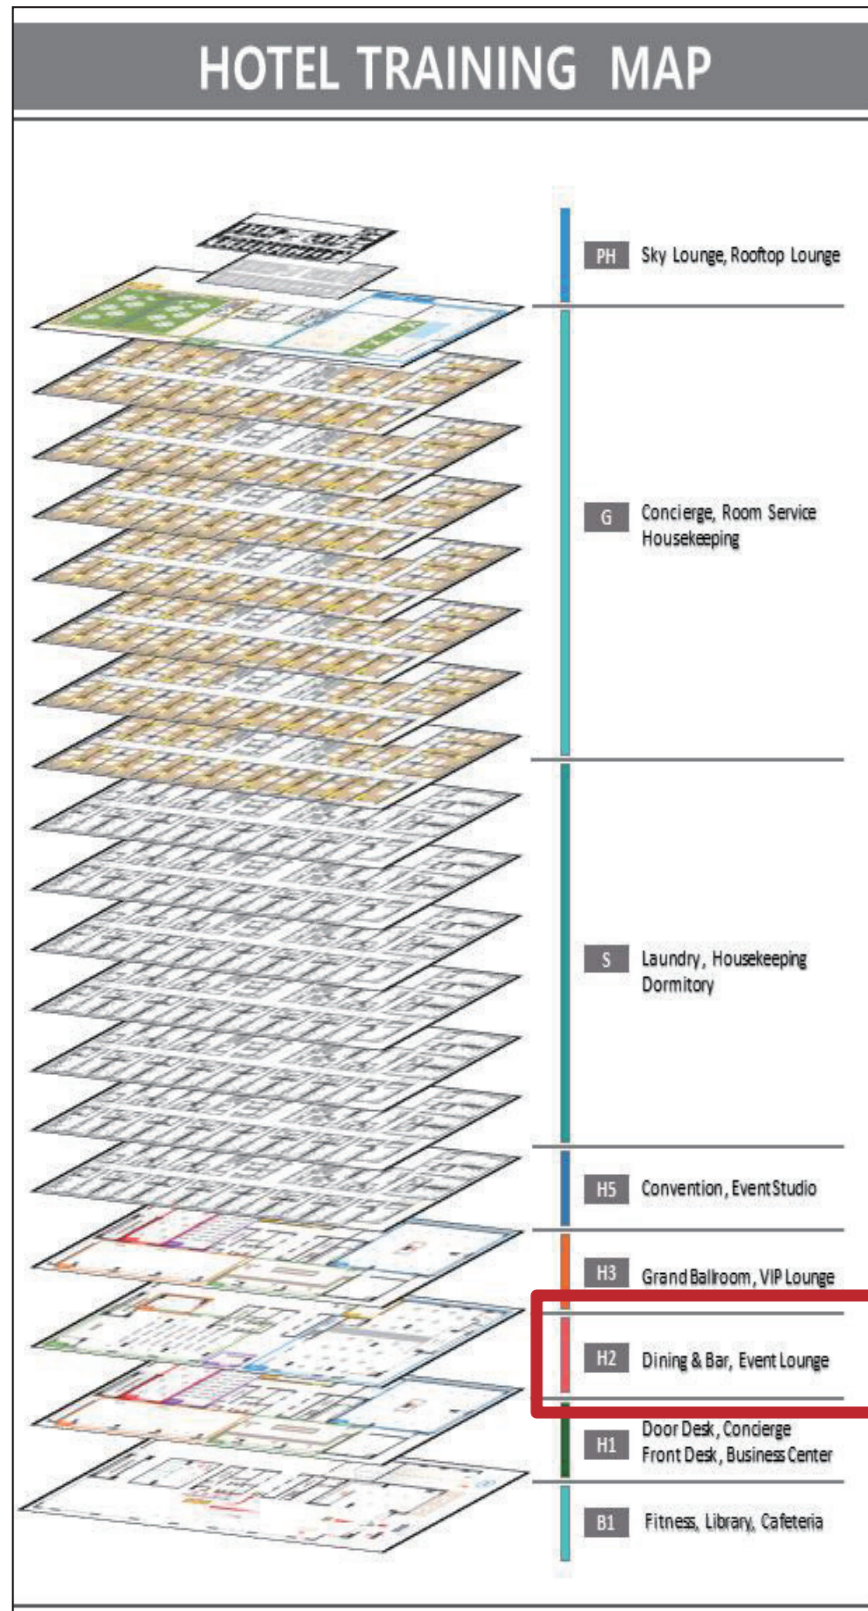 HOTEL TRAINING MAP
PH Sky Lounge, Rooftop Lounge
G Concierge, Room Service
Housekeeping
S Laundry, Housekeeping
Dormitory
H5 Convention, Event Studio
H3 Grand Ballroom, VIP Lounge
H2 Dining & Bar, Event Lounge
H1 Door Desk, Concierge
Front Desk, Business Center
B1 Fitness, Library, Cafeteria